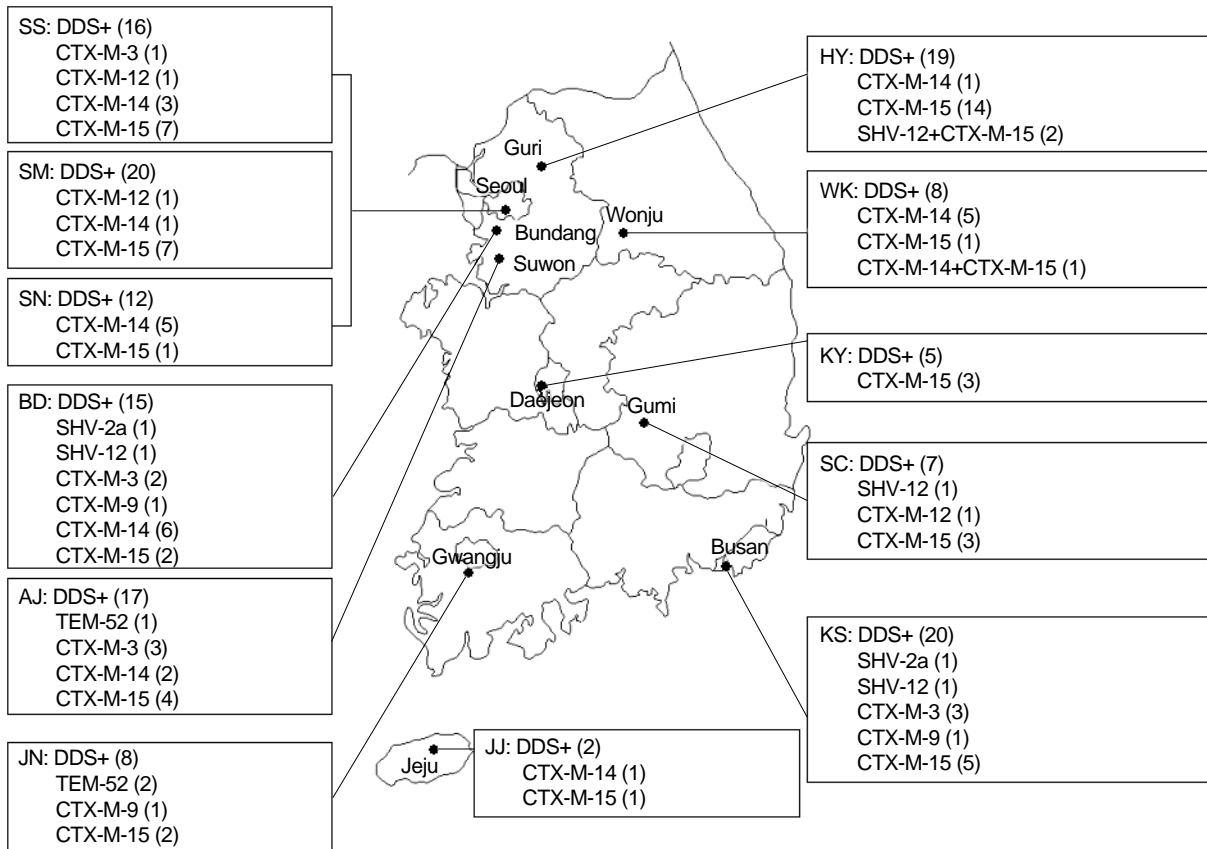 SS: DDS+ (16)
CTX-M-3 (1)
CTX-M-12 (1)
CTX-M-14 (3)
CTX-M-15 (7)
SM: DDS+ (20)
CTX-M-12 (1)
CTX-M-14 (1)
CTX-M-15 (7)
SN: DDS+ (12)
CTX-M-14 (5)
CTX-M-15 (1)
BD: DDS+ (15)
SHV-2a (1)
SHV-12 (1)
CTX-M-3 (2)
CTX-M-9 (1)
CTX-M-14 (6)
CTX-M-15 (2)
AJ: DDS+ (17)
TEM-52 (1)
CTX-M-3 (3)
CTX-M-14 (2)
CTX-M-15 (4)
JN: DDS+ (8)
TEM-52 (2)
CTX-M-9 (1)
CTX-M-15 (2)
Guri
Seoul
Bundang
Suwon
Wonju
Daejeon
Gumi
Gwangju
Busan
Jeju
JJ: DDS+ (2)
CTX-M-14 (1)
CTX-M-15 (1)
HY: DDS+ (19)
CTX-M-14 (1)
CTX-M-15 (14)
SHV-12+CTX-M-15 (2)
WK: DDS+ (8)
CTX-M-14 (5)
CTX-M-15 (1)
CTX-M-14+CTX-M-15 (1)
KY: DDS+ (5)
CTX-M-15 (3)
SC: DDS+ (7)
SHV-12 (1)
CTX-M-12 (1)
CTX-M-15 (3)
KS: DDS+ (20)
SHV-2a (1)
SHV-12 (1)
CTX-M-3 (3)
CTX-M-9 (1)
CTX-M-15 (5)